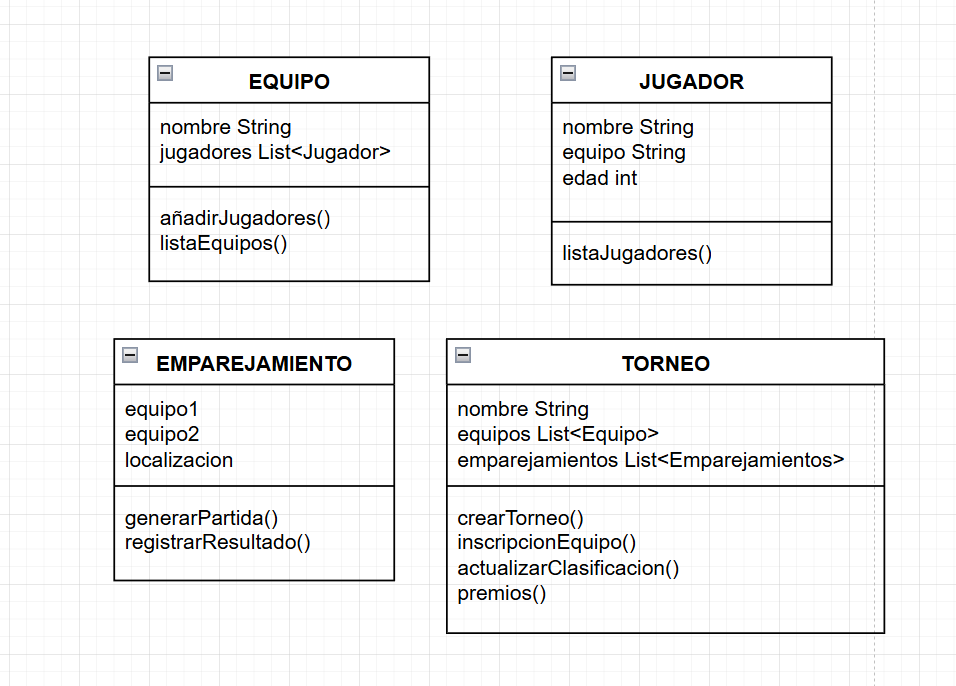 EQUIPO
nombre String
jugadores List<Jugador>
añadirJugadores()
listaEquipos()
JUGADOR
nombre String
equipo String
edad int
listaJugadores()
EMPAREJAMIENTO
equipo1
equipo2
localizacion
generarPartida()
registrarResultado()
TORNEO
nombre String
equipos List<Equipo>
emparejamientos List<Emparejamientos>
crearTorneo()
inscripcionEquipo()
actualizarClasificacion()
premios()